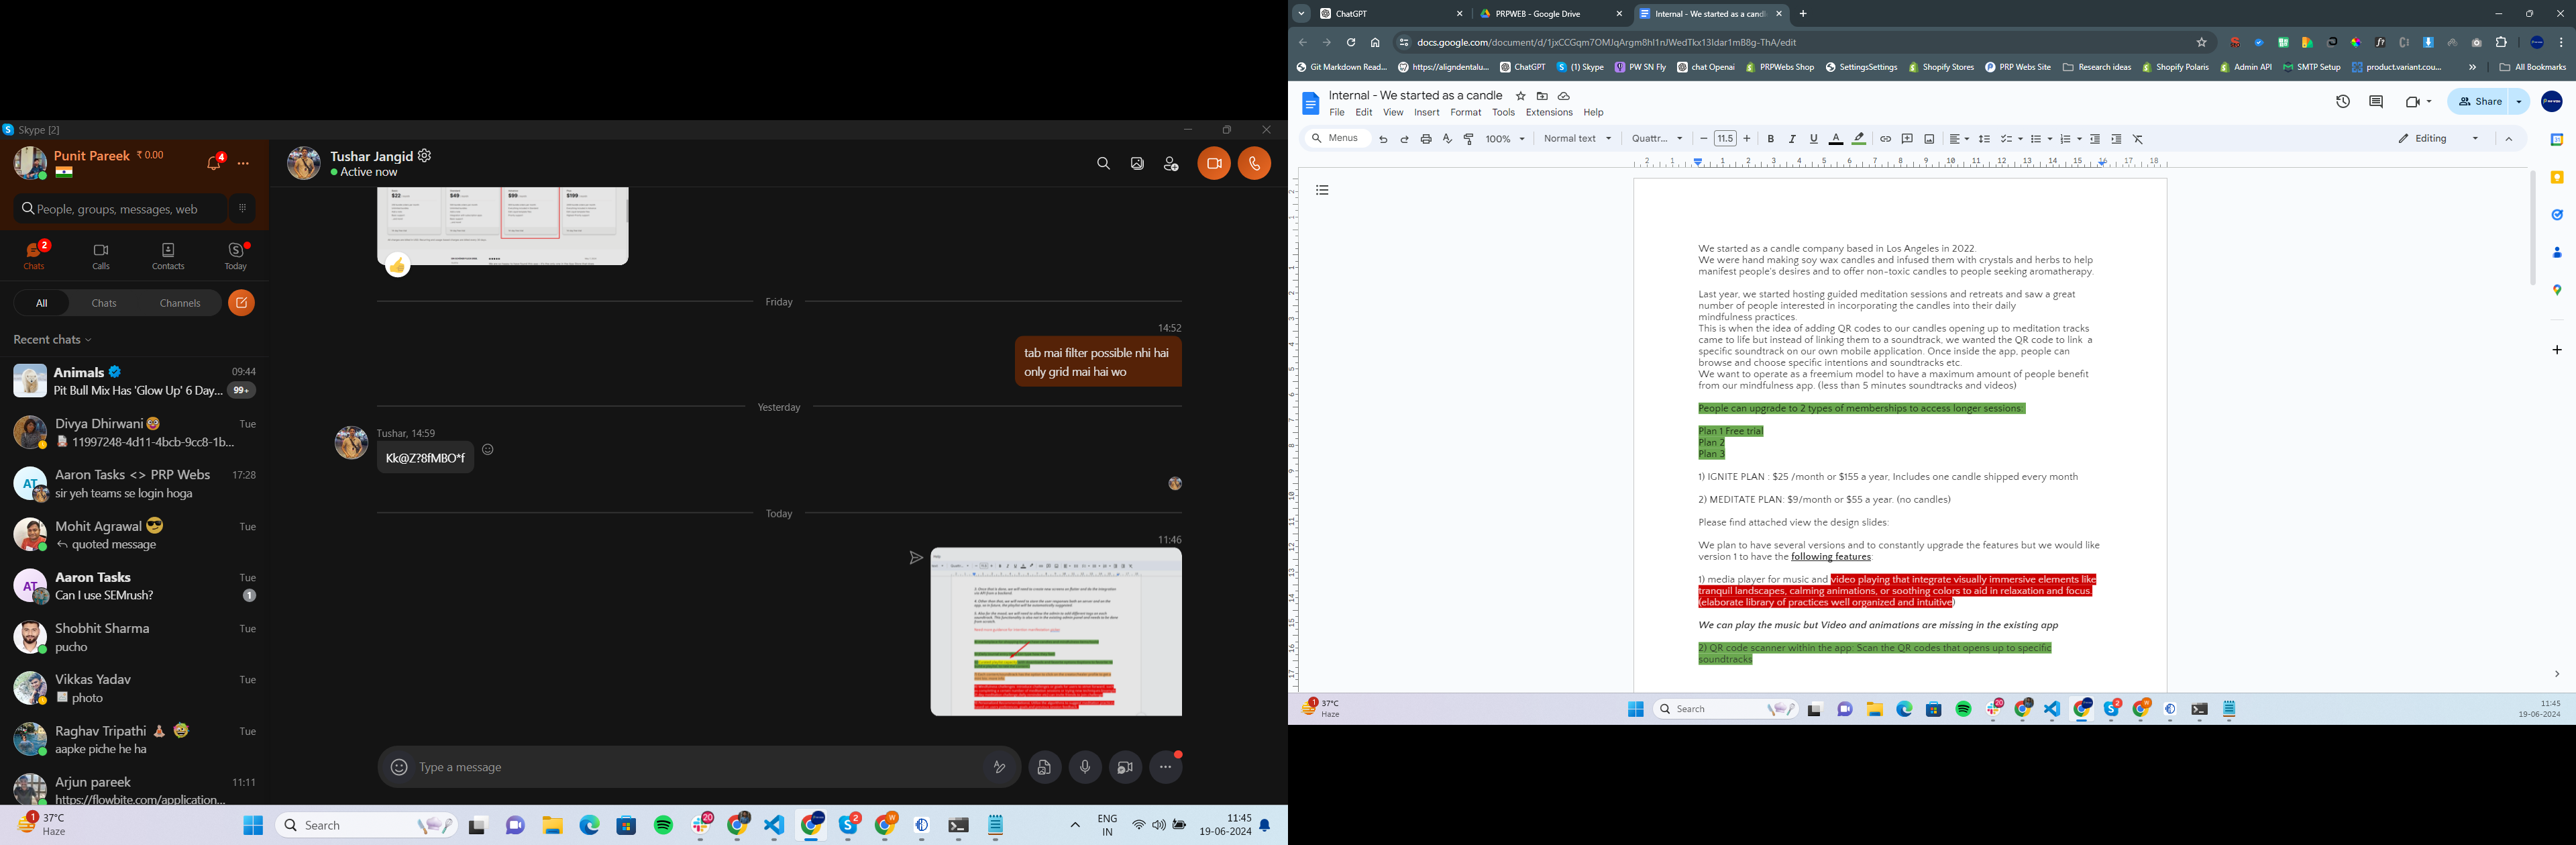 Skype [2]
Punit Pareek ₹ 0.00
4
People, groups, messages, web
2
Chats
Calls
Contacts
Today
All
Chats
Channels
Recent chats
Animals 09:44
Pit Bull Mix Has 'Glow Up' 6 Day... 99+
Divya Dhirwani Tue
11997248-4d11-4bcb-9cc8-1b...
Aaron Tasks <> PRP Webs 17:28
sir yeh teams se login hoga
Mohit Agrawal Tue
quoted message
Aaron Tasks Tue
Can I use SEMrush? 1
Shobhit Sharma Tue
pucho
Vikkas Yadav Tue
photo
Raghav Tripathi Tue
aapke piche he ha
Arjun pareek 11:11
https://flowbite.com/application...
Tushar Jangid
Active now
$22
$49
$99
Friday
14:52
tab mai filter possible nhi hai
only grid mai hai wo
Yesterday
Tushar, 14:59
Kk@Z?8fMBO*f
Today
11:46
Type a message
1
37°C
Haze
Search
20
2
ENG
IN
11:45
19-06-2024
ChatGPT
PRPWEB - Google Drive
Internal - We started as a candl
docs.google.com/document/d/1jxCCGqm7OMJqArgm8hI1nJWedTkx13Idar1mB8g-ThA/edit
Git Markdown Read...
https://aligndentalu...
ChatGPT
(1) Skype
PW SN Fly
chat Openai
PRPWebs Shop
SettingsSettings
Shopify Stores
PRP Webs Site
Research ideas
Shopify Polaris
Admin API
SMTP Setup
product.variant.cou...
All Bookmarks
Internal - We started as a candle
File Edit View Insert Format Tools Extensions Help
Share
Menus
100%
Normal text
Quattr...
11.5
Editing
We started as a candle company based in Los Angeles in 2022.
We were hand making soy wax candles and infused them with crystals and herbs to help
manifest people's desires and to offer non-toxic candles to people seeking aromatherapy.
Last year, we started hosting guided meditation sessions and retreats and saw a great
number of people interested in incorporating the candles into their daily
mindfulness practices.
This is when the idea of adding QR codes to our candles opening up to meditation tracks
came to life but instead of linking them to a soundtrack, we wanted the QR code to link a
specific soundtrack on our own mobile application. Once inside the app, people can
browse and choose specific intentions and soundtracks etc.
We want to operate as a freemium model to have a maximum amount of people benefit
from our mindfulness app. (less than 5 minutes soundtracks and videos)
People can upgrade to 2 types of memberships to access longer sessions:
Plan 1 Free trial
Plan 2
Plan 3
1) IGNITE PLAN : $25 /month or $155 a year, Includes one candle shipped every month
2) MEDITATE PLAN: $9/month or $55 a year. (no candles)
Please find attached view the design slides:
We plan to have several versions and to constantly upgrade the features but we would like
version 1 to have the following features:
1) media player for music and video playing that integrate visually immersive elements like
tranquil landscapes, calming animations, or soothing colors to aid in relaxation and focus.
(elaborate library of practices well organized and intuitive)
We can play the music but Video and animations are missing in the existing app
2) QR code scanner within the app: Scan the QR codes that opens up to specific
soundtracks
1
37°C
Haze
Search
20
2
11:45
19-06-2024